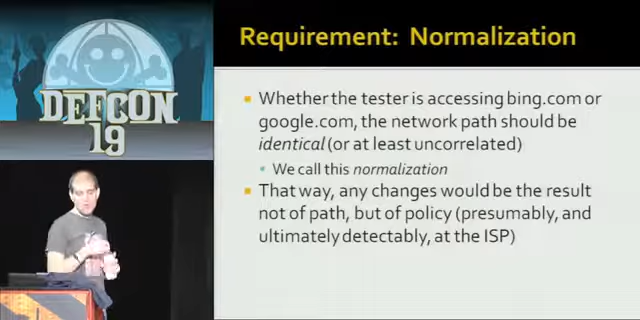 DEFCON
19
Requirement: Normalization
Whether the tester is accessing bing.com or
google.com, the network path should be
identical (or at least uncorrelated)
We call this normalization
That way, any changes would be the result
not of path, but of policy (presumably, and
ultimately detectably, at the ISP)